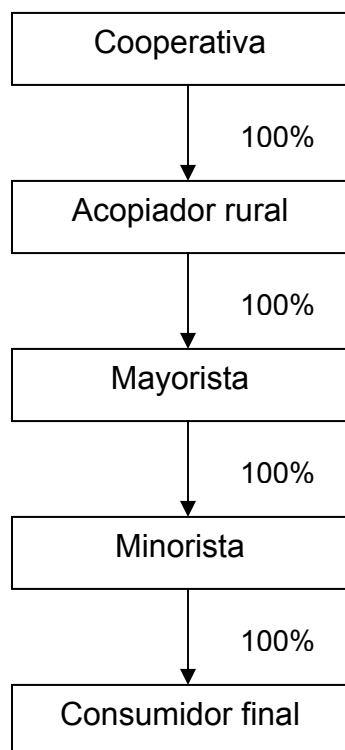 Cooperativa
100%
Acopiador rural
100%
Mayorista
100%
Minorista
100%
Consumidor final